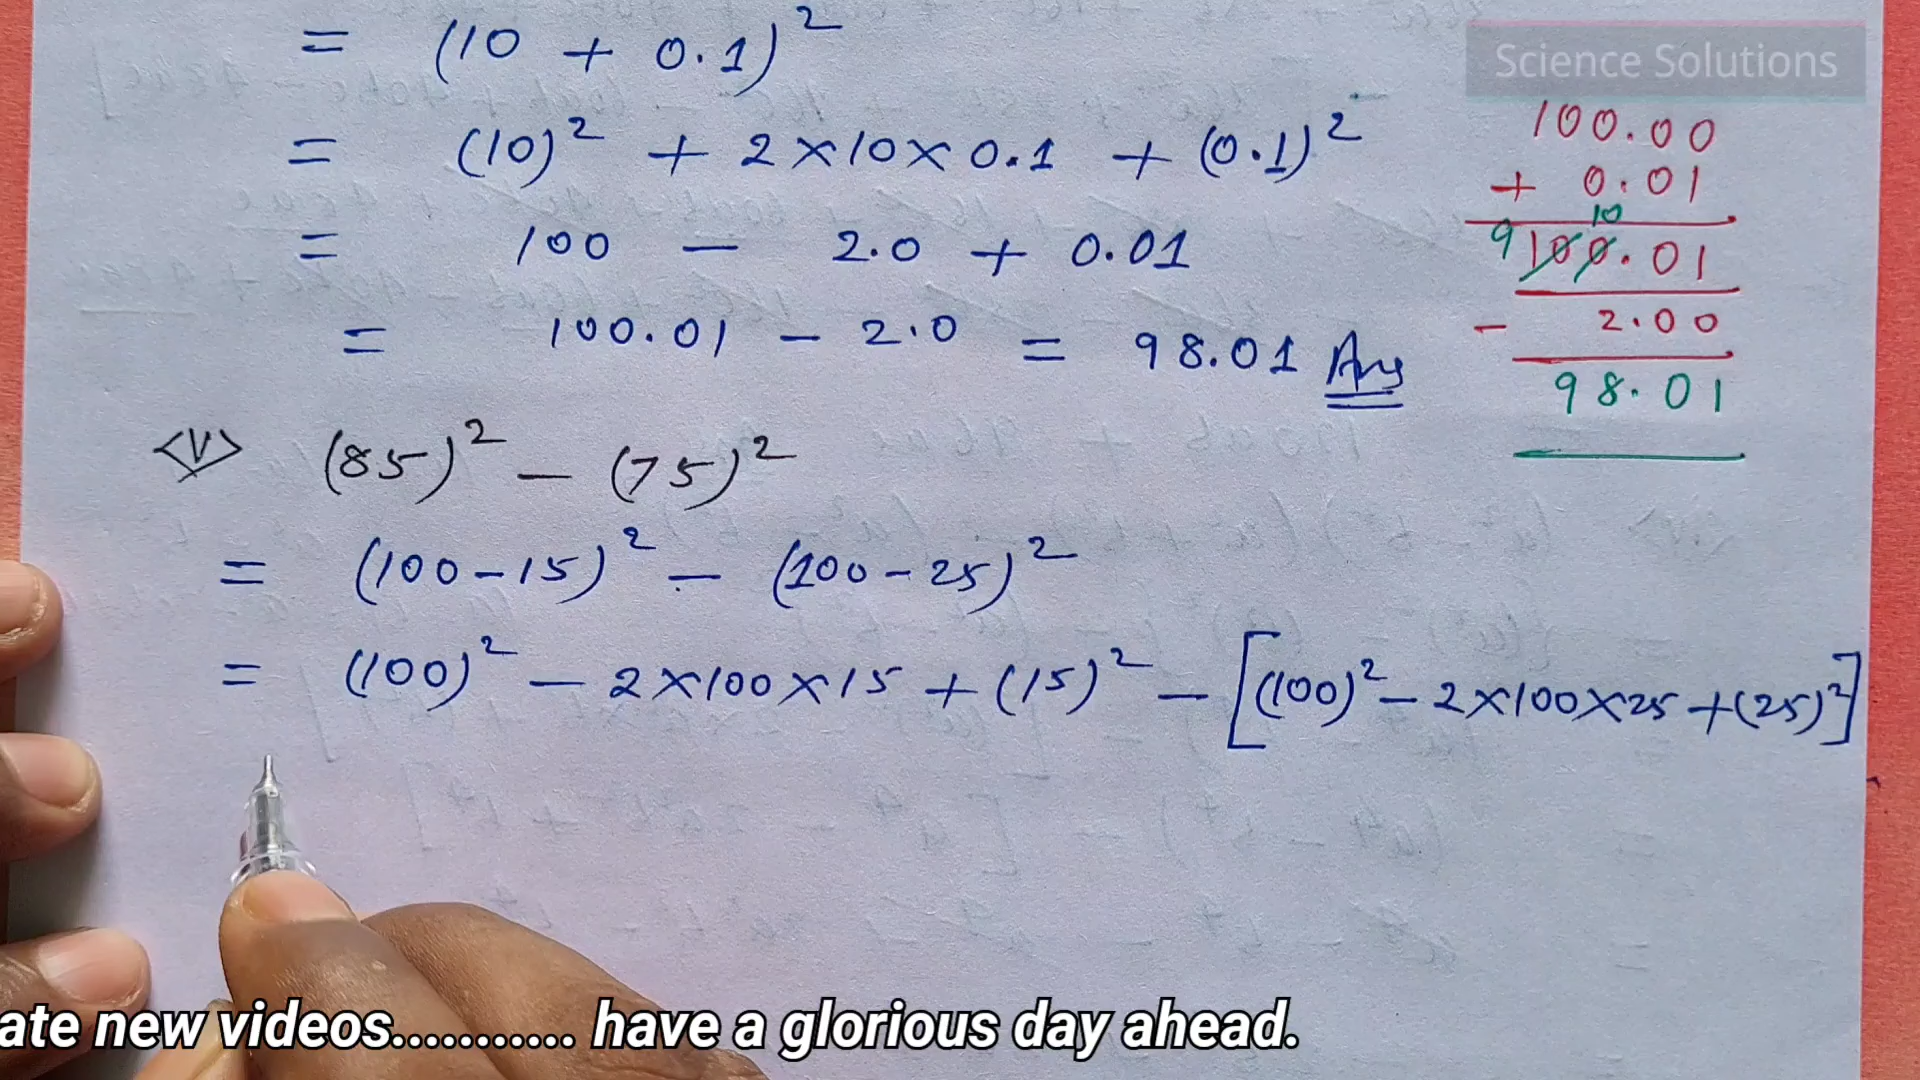 = (10 + 0.1)²
= (10)² + 2×10×0.1 + (0.1)²
= 100 — 2.0 + 0.01
= 100.01 – 2.0 = 98.01 Ans
Science Solutions
100.00
+ 0.01
9 10
100.01
- 2.00
98.01
<V> (85)² – (75)²
= (100-15)² – (100-25)²
= (100)² – 2×100×15 + (15)² – [(100)² – 2×100×25 + (25)²]
ate new videos........... have a glorious day ahead.